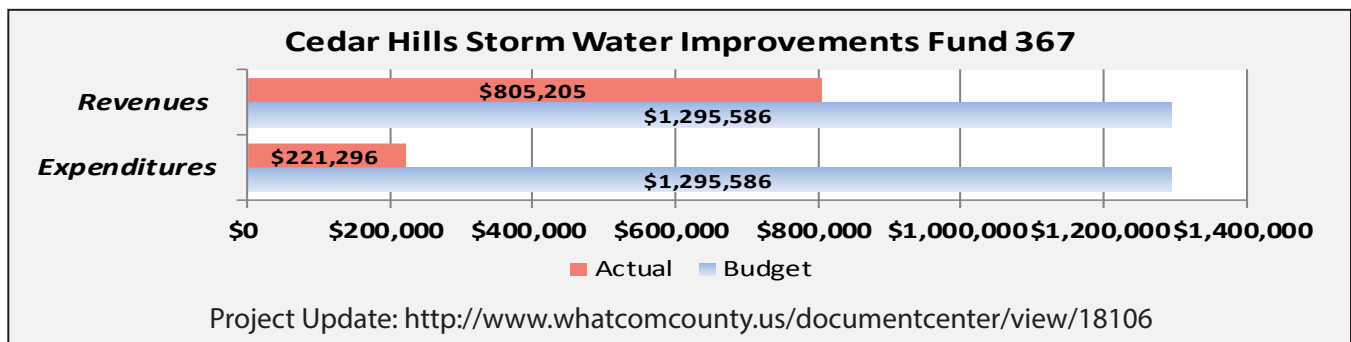 Cedar Hills Storm Water Improvements Fund 367
Revenues
$805,205
$1,295,586
Expenditures
$221,296
$1,295,586
$0 $200,000 $400,000 $600,000 $800,000 $1,000,000 $1,200,000 $1,400,000
Actual Budget
Project Update: http://www.whatcomcounty.us/documentcenter/view/18106